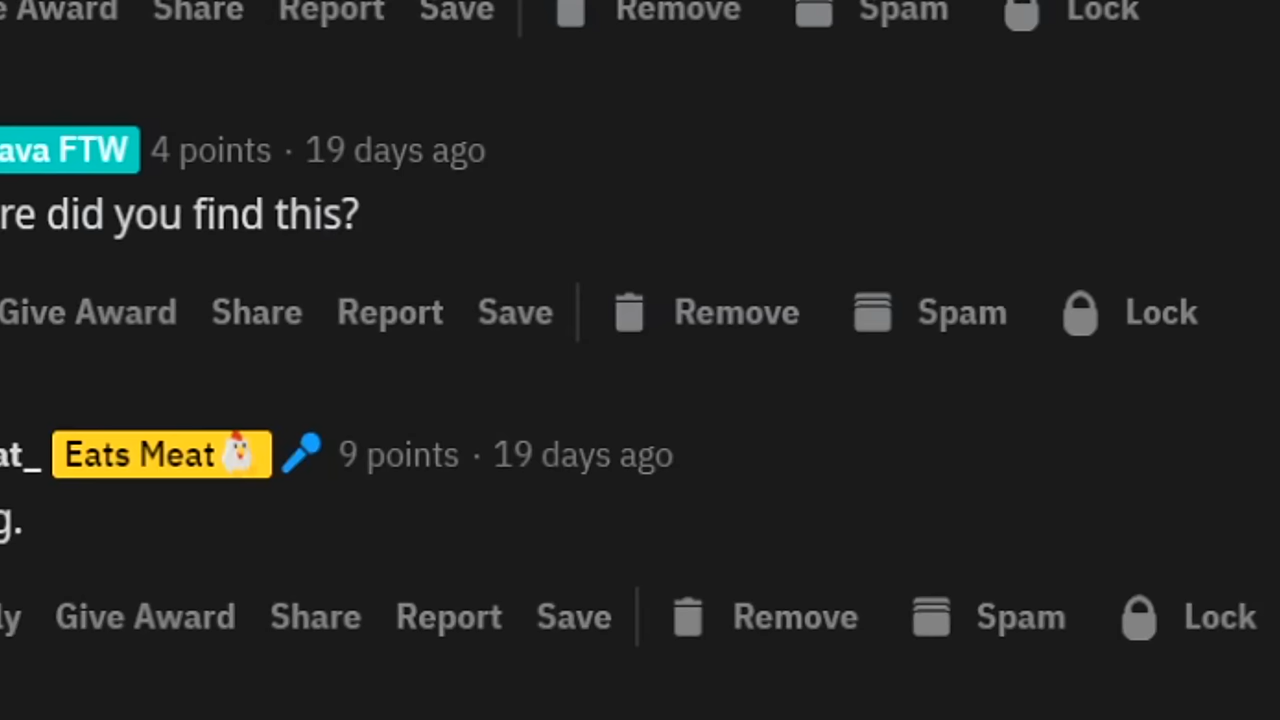 Award Share Report Save Remove Spam Lock
ava FTW 4 points · 19 days ago
re did you find this?
Give Award Share Report Save Remove Spam Lock
at_ Eats Meat🐔 9 points · 19 days ago
g.
ly Give Award Share Report Save Remove Spam Lock